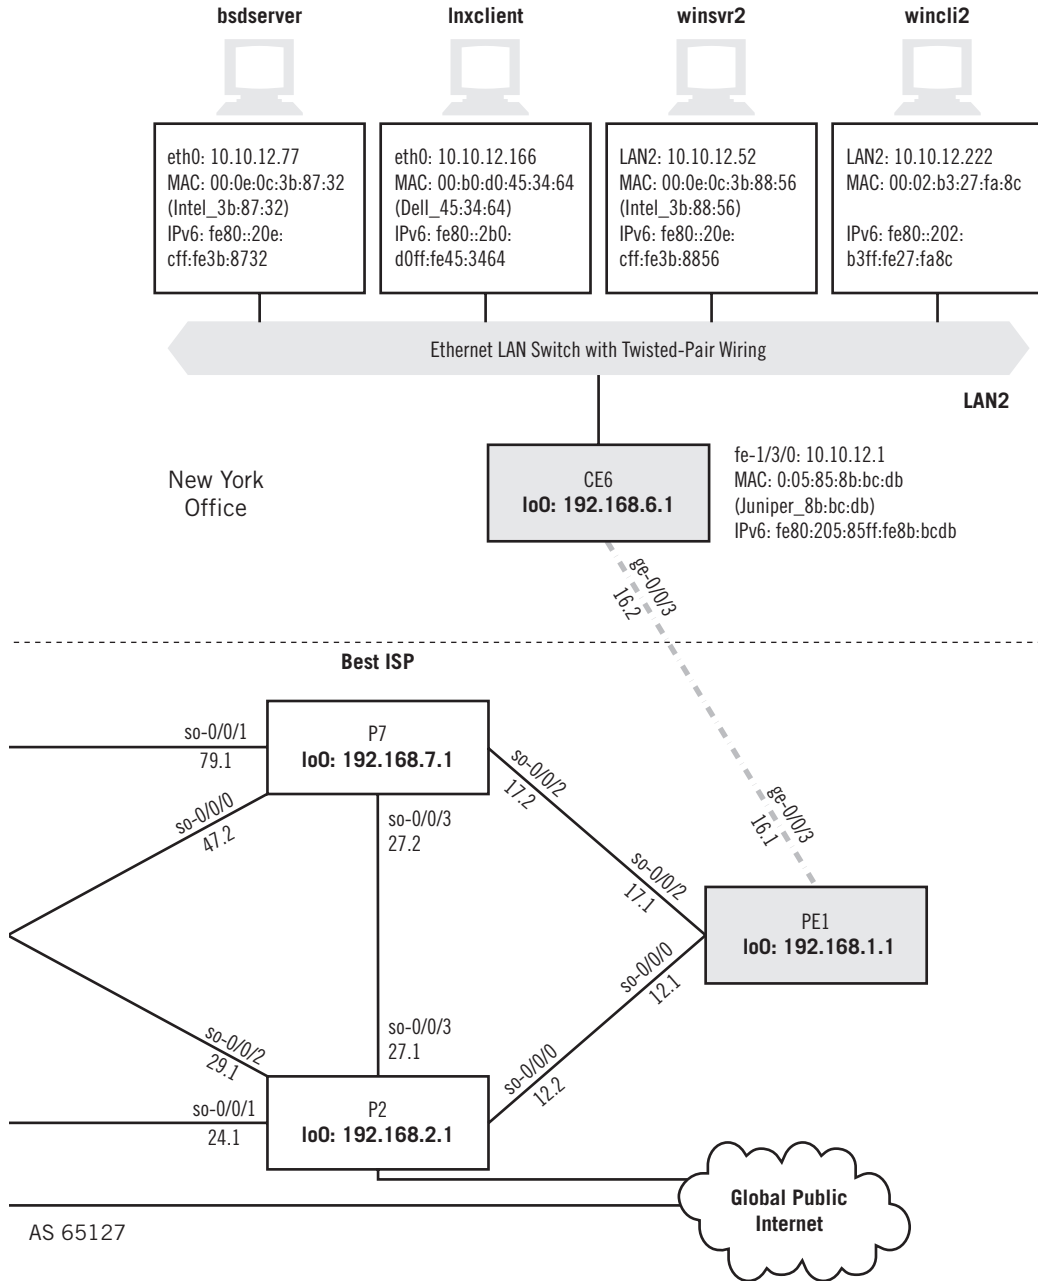 bsdserver
lnxclient
winsvr2
wincli2
eth0: 10.10.12.77
MAC: 00:0e:0c:3b:87:32
(Intel_3b:87:32)
IPv6: fe80::20e:
cff:fe3b:8732
eth0: 10.10.12.166
MAC: 00:b0:d0:45:34:64
(Dell_45:34:64)
IPv6: fe80::2b0:
d0ff:fe45:3464
LAN2: 10.10.12.52
MAC: 00:0e:0c:3b:88:56
(Intel_3b:88:56)
IPv6: fe80::20e:
cff:fe3b:8856
LAN2: 10.10.12.222
MAC: 00:02:b3:27:fa:8c
IPv6: fe80::202:
b3ff:fe27:fa8c
Ethernet LAN Switch with Twisted-Pair Wiring
LAN2
New York
Office
CE6
lo0: 192.168.6.1
fe-1/3/0: 10.10.12.1
MAC: 0:05:85:8b:bc:db
(Juniper_8b:bc:db)
IPv6: fe80:205:85ff:fe8b:bcdb
ge-0/0/3
16.2
Best ISP
so-0/0/1
79.1
P7
lo0: 192.168.7.1
so-0/0/2
17.2
ge-0/0/3
16.1
so-0/0/0
47.2
so-0/0/3
27.2
so-0/0/2
17.1
PE1
lo0: 192.168.1.1
so-0/0/0
12.1
so-0/0/2
29.1
so-0/0/3
27.1
so-0/0/0
12.2
so-0/0/1
24.1
P2
lo0: 192.168.2.1
Global Public
Internet
AS 65127